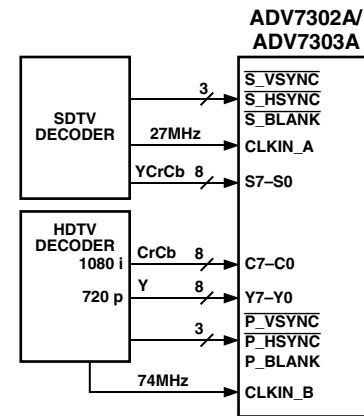 ADV7302A/
ADV7303A
SDTV
DECODER
3
S_VSYNC
S_HSYNC
S_BLANK
27MHz
CLKIN_A
YCrCb 8
S7–S0
HDTV
DECODER
1080 i
CrCb 8
C7–C0
720 p
Y 8
Y7–Y0
3
P_VSYNC
P_HSYNC
P_BLANK
74MHz
CLKIN_B